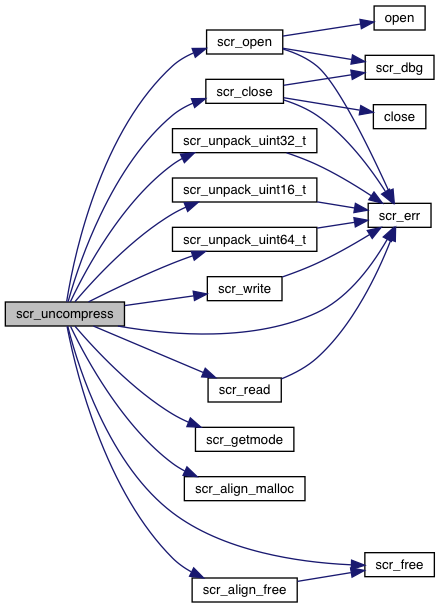 open
scr_open
scr_dbg
scr_close
close
scr_unpack_uint32_t
scr_unpack_uint16_t
scr_err
scr_unpack_uint64_t
scr_write
scr_uncompress
scr_read
scr_getmode
scr_align_malloc
scr_free
scr_align_free